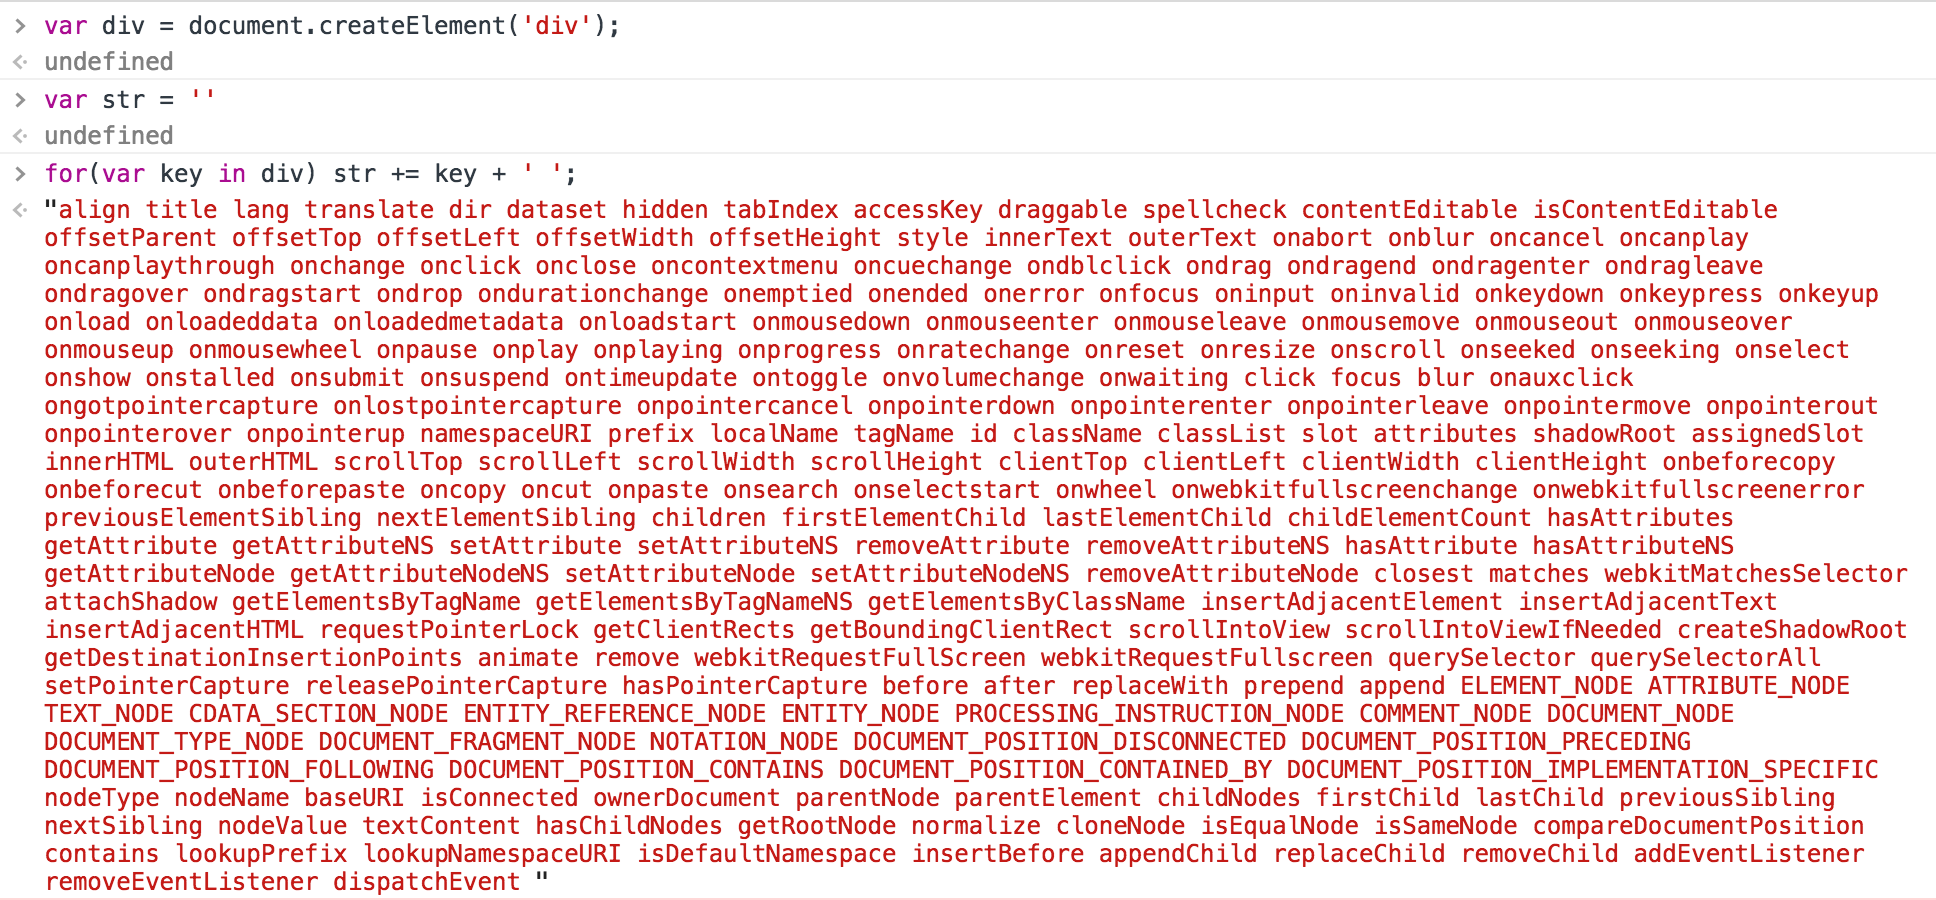 > var div = document.createElement('div');
<· undefined
> var str = ''
<· undefined
> for(var key in div) str += key + ' ';
<· "align title lang translate dir dataset hidden tabIndex accessKey draggable spellcheck contentEditable isContentEditable
offsetParent offsetTop offsetLeft offsetWidth offsetHeight style innerText outerText onabort onblur oncancel oncanplay
oncanplaythrough onchange onclick onclose oncontextmenu oncuechange ondblclick ondrag ondragend ondragenter ondragleave
ondragover ondragstart ondrop ondurationchange onemptied onended onerror onfocus oninput oninvalid onkeydown onkeypress onkeyup
onload onloadeddata onloadedmetadata onloadstart onmousedown onmouseenter onmouseleave onmousemove onmouseout onmouseover
onmouseup onmousewheel onpause onplay onplaying onprogress onratechange onreset onresize onscroll onseeked onseeking onselect
onshow onstalled onsubmit onsuspend ontimeupdate ontoggle onvolumechange onwaiting click focus blur onauxclick
ongotpointercapture onlostpointercapture onpointercancel onpointerdown onpointerenter onpointerleave onpointermove onpointerout
onpointerover onpointerup namespaceURI prefix localName tagName id className classList slot attributes shadowRoot assignedSlot
innerHTML outerHTML scrollTop scrollLeft scrollWidth scrollHeight clientTop clientLeft clientWidth clientHeight onbeforecopy
onbeforecut onbeforepaste oncopy oncut onpaste onsearch onselectstart onwheel onwebkitfullscreenchange onwebkitfullscreenerror
previousElementSibling nextElementSibling children firstElementChild lastElementChild childElementCount hasAttributes
getAttribute getAttributeNS setAttribute setAttributeNS removeAttribute removeAttributeNS hasAttribute hasAttributeNS
getAttributeNode getAttributeNodeNS setAttributeNode setAttributeNodeNS removeAttributeNode closest matches webkitMatchesSelector
attachShadow getElementsByTagName getElementsByTagNameNS getElementsByClassName insertAdjacentElement insertAdjacentText
insertAdjacentHTML requestPointerLock getClientRects getBoundingClientRect scrollIntoView scrollIntoViewIfNeeded createShadowRoot
getDestinationInsertionPoints animate remove webkitRequestFullScreen webkitRequestFullscreen querySelector querySelectorAll
setPointerCapture releasePointerCapture hasPointerCapture before after replaceWith prepend append ELEMENT_NODE ATTRIBUTE_NODE
TEXT_NODE CDATA_SECTION_NODE ENTITY_REFERENCE_NODE ENTITY_NODE PROCESSING_INSTRUCTION_NODE COMMENT_NODE DOCUMENT_NODE
DOCUMENT_TYPE_NODE DOCUMENT_FRAGMENT_NODE NOTATION_NODE DOCUMENT_POSITION_DISCONNECTED DOCUMENT_POSITION_PRECEDING
DOCUMENT_POSITION_FOLLOWING DOCUMENT_POSITION_CONTAINS DOCUMENT_POSITION_CONTAINED_BY DOCUMENT_POSITION_IMPLEMENTATION_SPECIFIC
nodeType nodeName baseURI isConnected ownerDocument parentNode parentElement childNodes firstChild lastChild previousSibling
nextSibling nodeValue textContent hasChildNodes getRootNode normalize cloneNode isEqualNode isSameNode compareDocumentPosition
contains lookupPrefix lookupNamespaceURI isDefaultNamespace insertBefore appendChild replaceChild removeChild addEventListener
removeEventListener dispatchEvent "